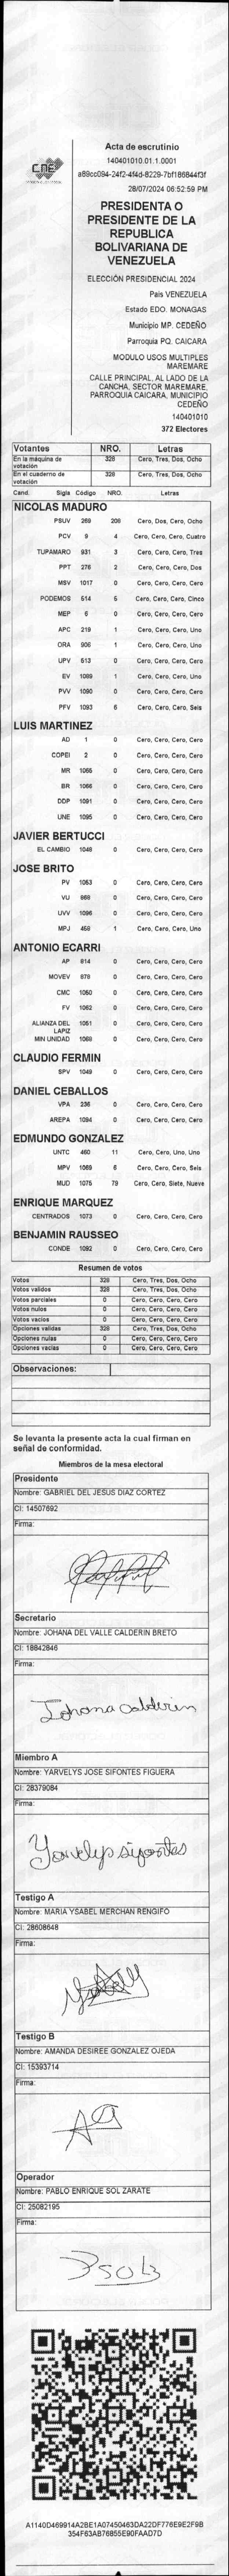 CNE
Acta de escrutinio
140401010.01.1.0001
a89cc094-24f2-4f4d-8229-7bf186844f3f
28/07/2024 06:52:59 PM
PRESIDENTA O
PRESIDENTE DE LA
REPUBLICA
BOLIVARIANA DE
VENEZUELA
ELECCIÓN PRESIDENCIAL 2024
País VENEZUELA
Estado EDO. MONAGAS
Municipio MP. CEDEÑO
Parroquia PQ. CAICARA
MODULO USOS MULTIPLES
MAREMARE
CALLE PRINCIPAL, AL LADO DE LA
CANCHA, SECTOR MAREMARE,
PARROQUIA CAICARA, MUNICIPIO
CEDEÑO
140401010
372 Electores
Votantes NRO. Letras
En la máquina de votación 328 Cero, Tres, Dos, Ocho
En el cuaderno de votación 328 Cero, Tres, Dos, Ocho
Cand. Sigla Código NRO. Letras
NICOLAS MADURO
PSUV 269 208 Cero, Dos, Cero, Ocho
PCV 9 4 Cero, Cero, Cero, Cuatro
TUPAMARO 931 3 Cero, Cero, Cero, Tres
PPT 276 2 Cero, Cero, Cero, Dos
MSV 1017 0 Cero, Cero, Cero, Cero
PODEMOS 514 5 Cero, Cero, Cero, Cinco
MEP 6 0 Cero, Cero, Cero, Cero
APC 219 1 Cero, Cero, Cero, Uno
ORA 906 1 Cero, Cero, Cero, Uno
UPV 513 0 Cero, Cero, Cero, Cero
EV 1089 1 Cero, Cero, Cero, Uno
PVV 1090 0 Cero, Cero, Cero, Cero
PFV 1093 6 Cero, Cero, Cero, Seis
LUIS MARTINEZ
AD 1 0 Cero, Cero, Cero, Cero
COPEI 2 0 Cero, Cero, Cero, Cero
MR 1065 0 Cero, Cero, Cero, Cero
BR 1066 0 Cero, Cero, Cero, Cero
DDP 1091 0 Cero, Cero, Cero, Cero
UNE 1095 0 Cero, Cero, Cero, Cero
JAVIER BERTUCCI
EL CAMBIO 1048 0 Cero, Cero, Cero, Cero
JOSE BRITO
PV 1053 0 Cero, Cero, Cero, Cero
VU 868 0 Cero, Cero, Cero, Cero
UVV 1096 0 Cero, Cero, Cero, Cero
MPJ 458 1 Cero, Cero, Cero, Uno
ANTONIO ECARRI
AP 814 0 Cero, Cero, Cero, Cero
MOVEV 978 0 Cero, Cero, Cero, Cero
CMC 1050 0 Cero, Cero, Cero, Cero
FV 1062 0 Cero, Cero, Cero, Cero
ALIANZA DEL LAPIZ 1051 0 Cero, Cero, Cero, Cero
MIN UNIDAD 1068 0 Cero, Cero, Cero, Cero
CLAUDIO FERMIN
SPV 1049 0 Cero, Cero, Cero, Cero
DANIEL CEBALLOS
VPA 236 0 Cero, Cero, Cero, Cero
AREPA 1094 0 Cero, Cero, Cero, Cero
EDMUNDO GONZALEZ
UNTC 460 11 Cero, Cero, Uno, Uno
MPV 1069 6 Cero, Cero, Cero, Seis
MUD 1075 79 Cero, Cero, Siete, Nueve
ENRIQUE MARQUEZ
CENTRADOS 1073 0 Cero, Cero, Cero, Cero
BENJAMIN RAUSSEO
CONDE 1092 0 Cero, Cero, Cero, Cero
Resumen de votos
Votos 328 Cero, Tres, Dos, Ocho
Votos validos 328 Cero, Tres, Dos, Ocho
Votos parciales 0 Cero, Cero, Cero, Cero
Votos nulos 0 Cero, Cero, Cero, Cero
Votos vacios 0 Cero, Cero, Cero, Cero
Opciones validas 328 Cero, Tres, Dos, Ocho
Opciones nulas 0 Cero, Cero, Cero, Cero
Opciones vacias 0 Cero, Cero, Cero, Cero
Observaciones:
Se levanta la presente acta la cual firman en
señal de conformidad.
Miembros de la mesa electoral
Presidente
Nombre: GABRIEL DEL JESUS DIAZ CORTEZ
CI: 14507692
Firma:
Secretario
Nombre: JOHANA DEL VALLE CALDERIN BRETO
CI: 18842846
Firma:
Johana calderin
Miembro A
Nombre: YARVELYS JOSE SIFONTES FIGUERA
CI: 28379084
Firma:
Yarvelys sifontes
Testigo A
Nombre: MARIA YSABEL MERCHAN RENGIFO
CI: 28608648
Firma:
Testigo B
Nombre: AMANDA DESIREE GONZALEZ OJEDA
CI: 15393714
Firma:
Operador
Nombre: PABLO ENRIQUE SOL ZARATE
CI: 25082195
Firma:
A1140D469914A2BE1A07450463DA22DF776E9E2F9B
354F63AB76855E90FAAD7D